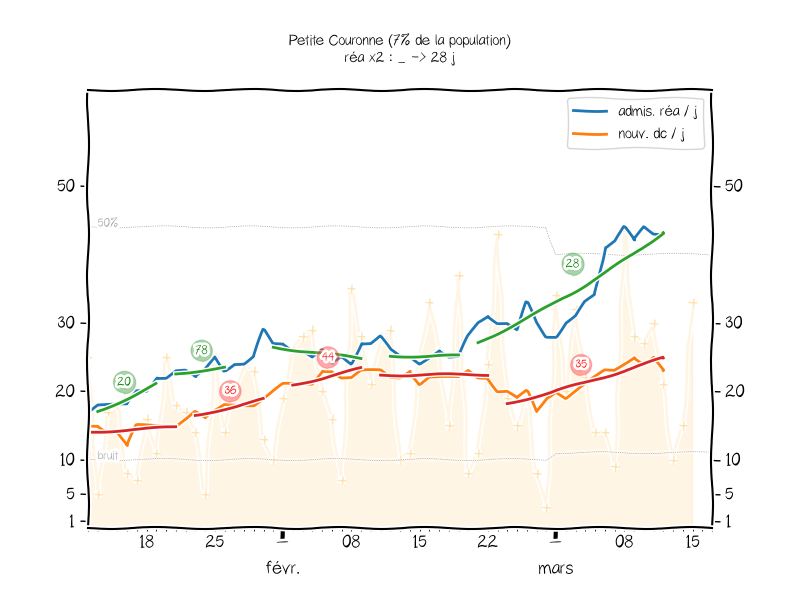 Petite Couronne (7% de la population)
réa x2 : _ -> 28 j
admis. réa / j
nouv. dc / j
50
50
50%
28
30
30
78
44
35
20
36
20
20
bruit
10
10
5
5
1
1
18 25 1 08 15 22 1 08 15
févr. mars